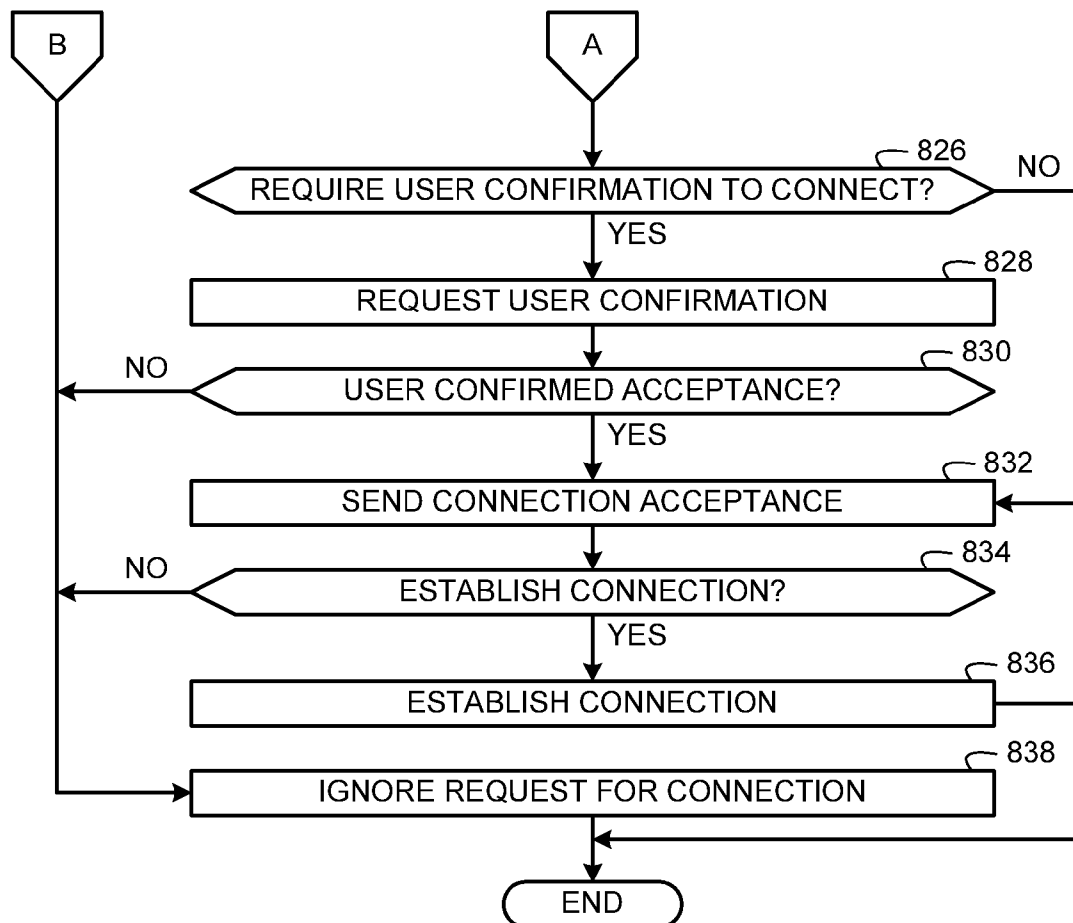 B
A
826
REQUIRE USER CONFIRMATION TO CONNECT?
NO
YES
828
REQUEST USER CONFIRMATION
830
NO
USER CONFIRMED ACCEPTANCE?
YES
832
SEND CONNECTION ACCEPTANCE
834
NO
ESTABLISH CONNECTION?
YES
836
ESTABLISH CONNECTION
838
IGNORE REQUEST FOR CONNECTION
END